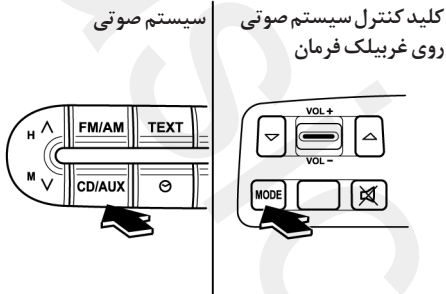 کلید کنترل سیستم صوتی
روی غربیلک فرمان
سیستم صوتی
VOL +
VOL −
MODE
H
M
FM/AM
TEXT
CD/AUX